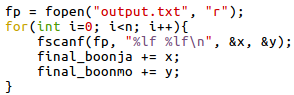 fp = fopen("output.txt", "r");
for(int i=0; i<n; i++){
    fscanf(fp, "%lf %lf\n", &x, &y);
    final_boonja += x;
    final_boonmo += y;
}